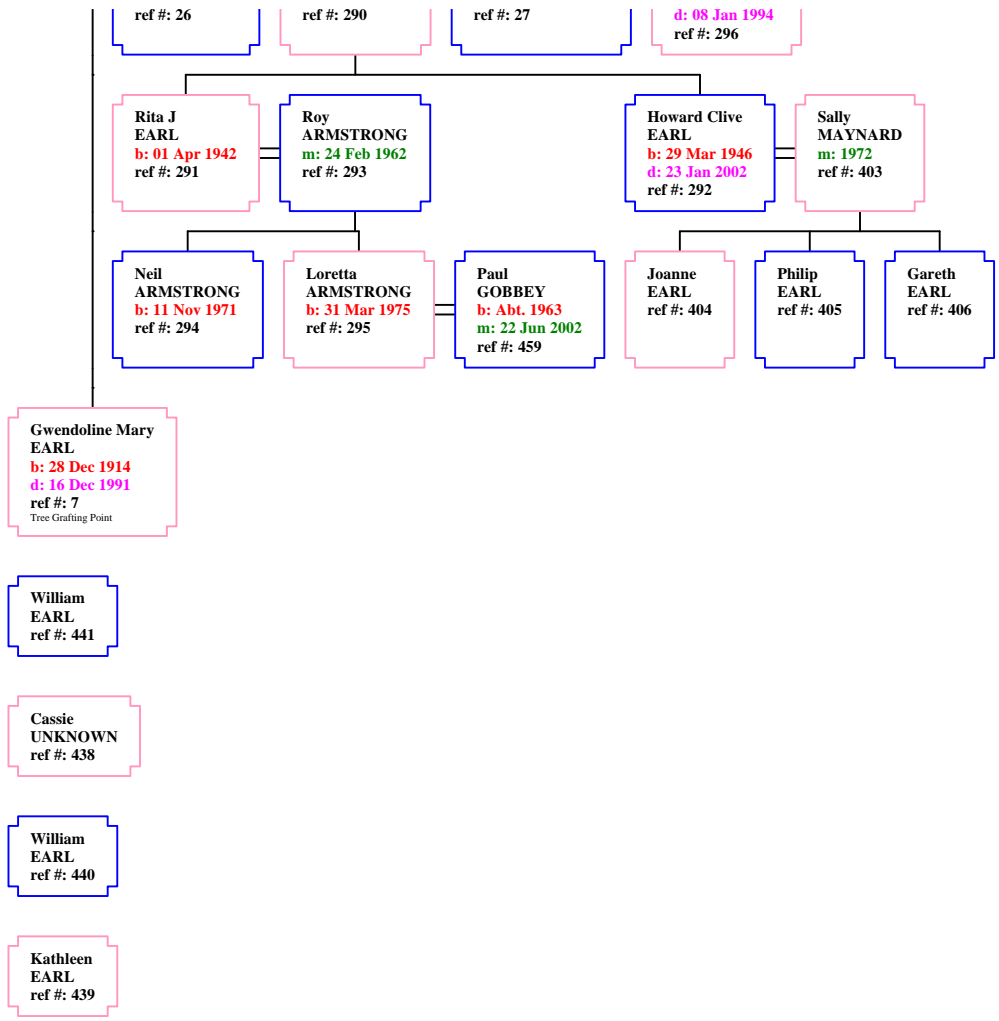 ref #: 26
ref #: 290
ref #: 27
d: 08 Jan 1994
ref #: 296
Rita J
EARL
b: 01 Apr 1942
ref #: 291
Roy
ARMSTRONG
m: 24 Feb 1962
ref #: 293
Howard Clive
EARL
b: 29 Mar 1946
d: 23 Jan 2002
ref #: 292
Sally
MAYNARD
m: 1972
ref #: 403
Neil
ARMSTRONG
b: 11 Nov 1971
ref #: 294
Loretta
ARMSTRONG
b: 31 Mar 1975
ref #: 295
Paul
GOBBEY
b: Abt. 1963
m: 22 Jun 2002
ref #: 459
Joanne
EARL
ref #: 404
Philip
EARL
ref #: 405
Gareth
EARL
ref #: 406
Gwendoline Mary
EARL
b: 28 Dec 1914
d: 16 Dec 1991
ref #: 7
Tree Grafting Point
William
EARL
ref #: 441
Cassie
UNKNOWN
ref #: 438
William
EARL
ref #: 440
Kathleen
EARL
ref #: 439